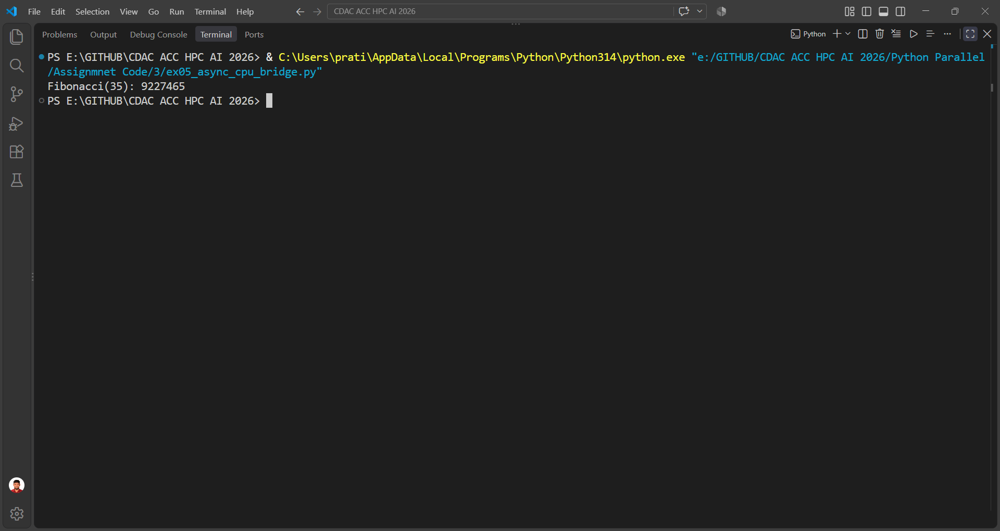 File Edit Selection View Go Run Terminal Help
CDAC ACC HPC AI 2026
Problems Output Debug Console Terminal Ports
Python
PS E:\GITHUB\CDAC ACC HPC AI 2026> & C:\Users\prati\AppData\Local\Programs\Python\Python314\python.exe "e:/GITHUB/CDAC ACC HPC AI 2026/Python Parallel
/Assignmnet Code/3/ex05_async_cpu_bridge.py"
Fibonacci(35): 9227465
PS E:\GITHUB\CDAC ACC HPC AI 2026>